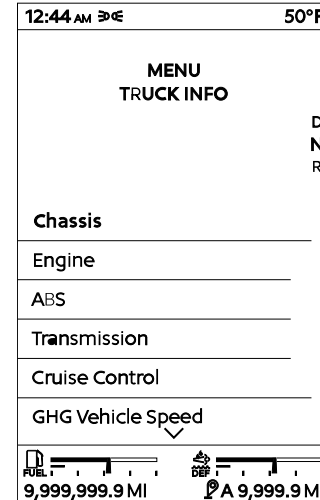 12:44 AM 50°F
MENU
TRUCK INFO
D
N
R
Chassis
Engine
ABS
Transmission
Cruise Control
GHG Vehicle Speed
FUEL DEF
9,999,999.9 MI A 9,999.9 M